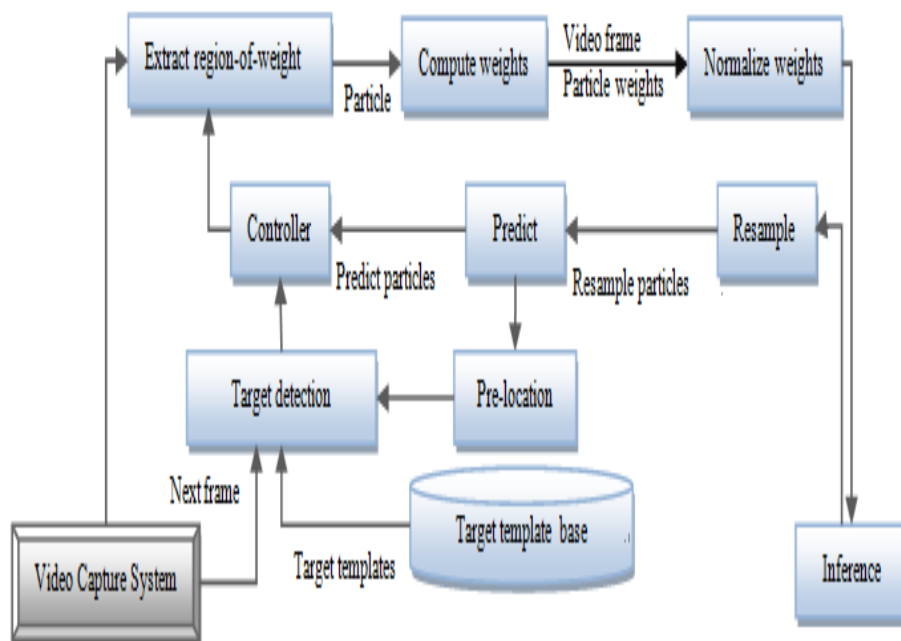 Extract region-of-weight
Particle
Compute weights
Video frame
Particle weights
Normalize weights
Controller
Predict particles
Predict
Resample particles
Resample
Target detection
Pre-location
Next frame
Target template base
Target templates
Video Capture System
Inference